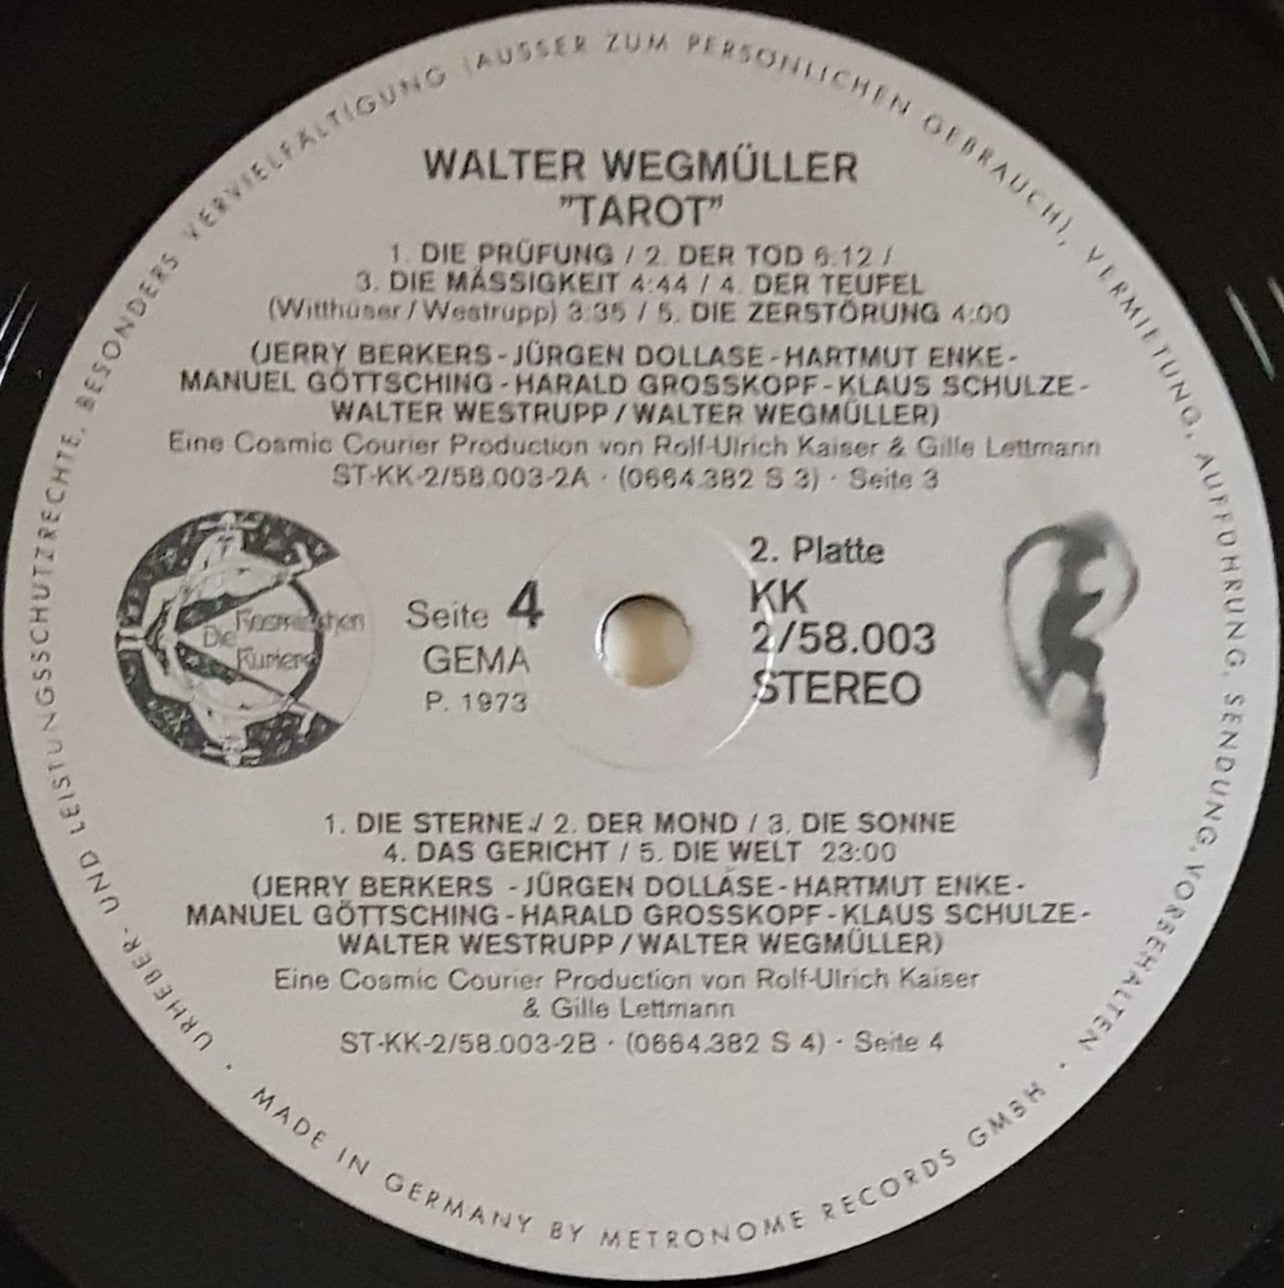 URHEBER- UND LEISTUNGSSCHUTZRECHTE, BESONDERS VERVIELFÄLTIGUNG (AUSSER ZUM PERSÖNLICHEN GEBRAUCH), VERMIETUNG, AUFFÜHRUNG, SENDUNG, VORBEHALTEN ·
WALTER WEGMÜLLER
"TAROT"
1. DIE PRÜFUNG / 2. DER TOD 6:12 /
3. DIE MÄSSIGKEIT 4:44 / 4. DER TEUFEL
(Witthüser / Westrupp) 3:35 / 5. DIE ZERSTÖRUNG 4:00
(JERRY BERKERS - JÜRGEN DOLLASE - HARTMUT ENKE -
MANUEL GÖTTSCHING - HARALD GROSSKOPF - KLAUS SCHULZE -
WALTER WESTRUPP / WALTER WEGMÜLLER)
Eine Cosmic Courier Production von Rolf-Ulrich Kaiser & Gille Lettmann
ST-KK-2/58.003-2A · (0664.382 S 3) · Seite 3
Die Kosmischen
Kuriere
Seite 4
GEMA
P. 1973
2. Platte
KK
2/58.003
STEREO
1. DIE STERNE / 2. DER MOND / 3. DIE SONNE
4. DAS GERICHT / 5. DIE WELT 23:00
(JERRY BERKERS - JÜRGEN DOLLASE - HARTMUT ENKE -
MANUEL GÖTTSCHING - HARALD GROSSKOPF - KLAUS SCHULZE -
WALTER WESTRUPP / WALTER WEGMÜLLER)
Eine Cosmic Courier Production von Rolf-Ulrich Kaiser
& Gille Lettmann
ST-KK-2/58.003-2B · (0664.382 S 4) · Seite 4
MADE IN GERMANY BY METRONOME RECORDS GMBH ·